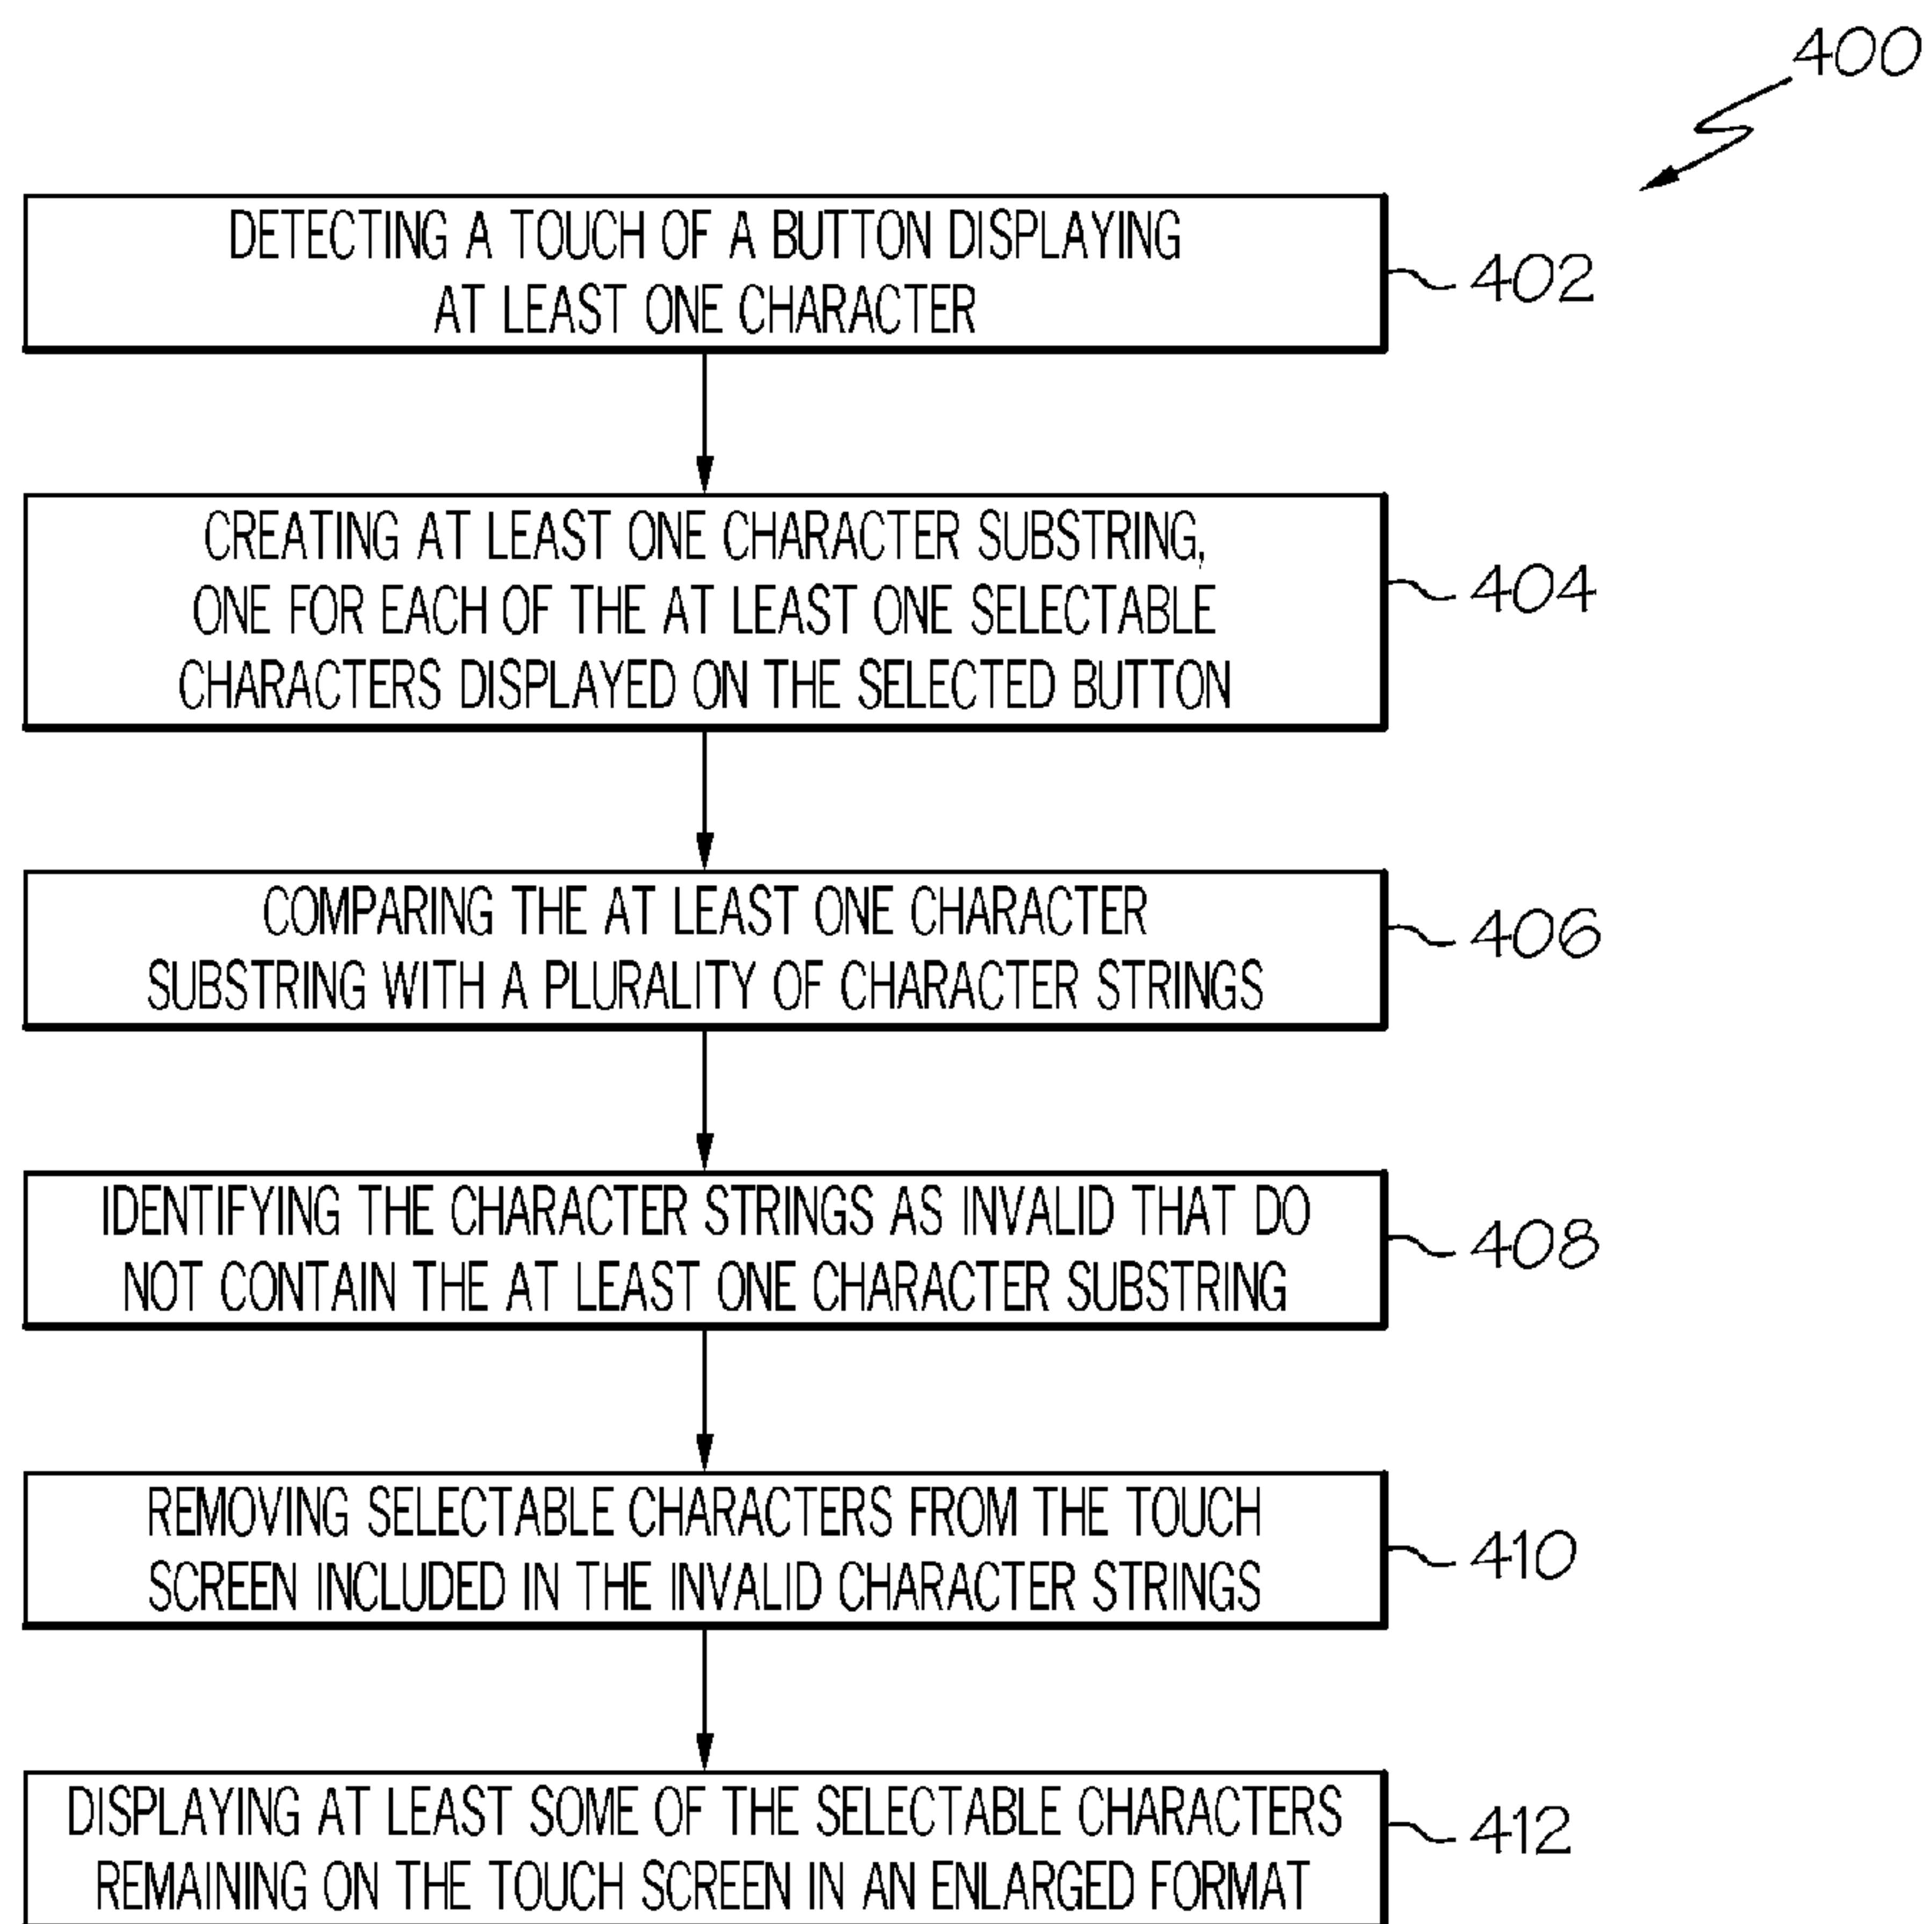 400
DETECTING A TOUCH OF A BUTTON DISPLAYING
AT LEAST ONE CHARACTER
402
CREATING AT LEAST ONE CHARACTER SUBSTRING,
ONE FOR EACH OF THE AT LEAST ONE SELECTABLE
CHARACTERS DISPLAYED ON THE SELECTED BUTTON
404
COMPARING THE AT LEAST ONE CHARACTER
SUBSTRING WITH A PLURALITY OF CHARACTER STRINGS
406
IDENTIFYING THE CHARACTER STRINGS AS INVALID THAT DO
NOT CONTAIN THE AT LEAST ONE CHARACTER SUBSTRING
408
REMOVING SELECTABLE CHARACTERS FROM THE TOUCH
SCREEN INCLUDED IN THE INVALID CHARACTER STRINGS
410
DISPLAYING AT LEAST SOME OF THE SELECTABLE CHARACTERS
REMAINING ON THE TOUCH SCREEN IN AN ENLARGED FORMAT
412